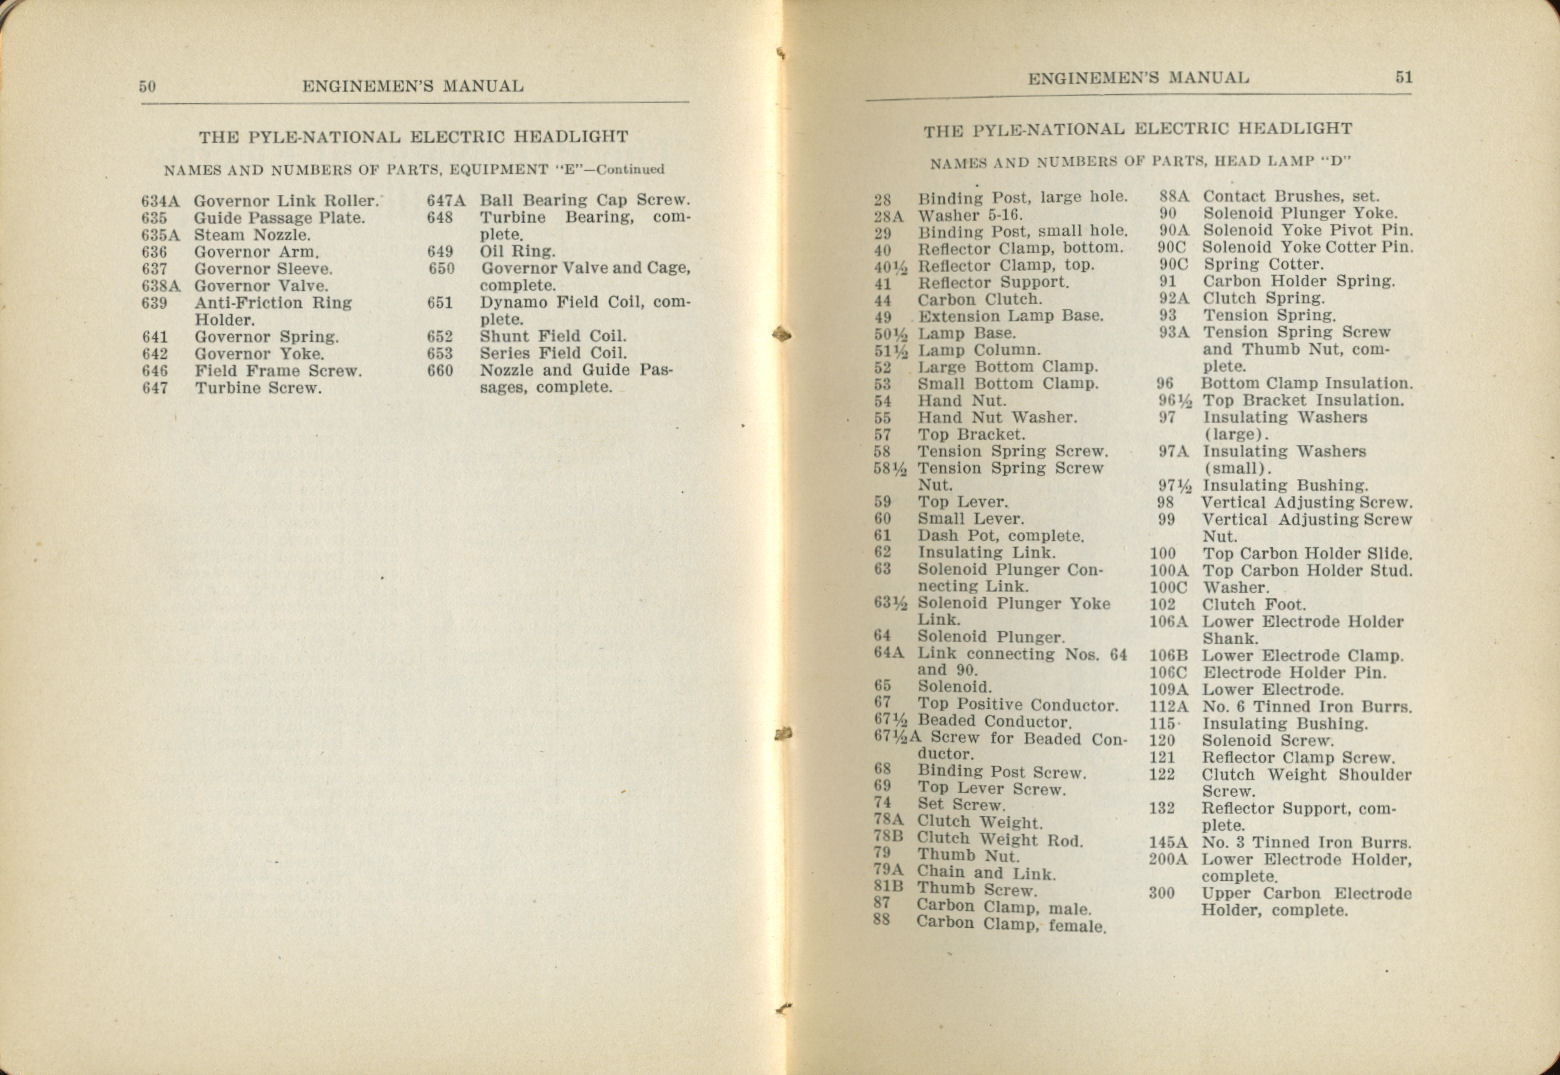 50 ENGINEMEN'S MANUAL
THE PYLE-NATIONAL ELECTRIC HEADLIGHT
NAMES AND NUMBERS OF PARTS, EQUIPMENT "E"—Continued
634A Governor Link Roller.
635 Guide Passage Plate.
635A Steam Nozzle.
636 Governor Arm.
637 Governor Sleeve.
638A Governor Valve.
639 Anti-Friction Ring
Holder.
641 Governor Spring.
642 Governor Yoke.
646 Field Frame Screw.
647 Turbine Screw.
647A Ball Bearing Cap Screw.
648 Turbine Bearing, com-
plete.
649 Oil Ring.
650 Governor Valve and Cage,
complete.
651 Dynamo Field Coil, com-
plete.
652 Shunt Field Coil.
653 Series Field Coil.
660 Nozzle and Guide Pas-
sages, complete.
ENGINEMEN'S MANUAL 51
THE PYLE-NATIONAL ELECTRIC HEADLIGHT
NAMES AND NUMBERS OF PARTS, HEAD LAMP "D"
28 Binding Post, large hole.
28A Washer 5-16.
29 Binding Post, small hole.
40 Reflector Clamp, bottom.
40½ Reflector Clamp, top.
41 Reflector Support.
44 Carbon Clutch.
49 Extension Lamp Base.
50½ Lamp Base.
51½ Lamp Column.
52 Large Bottom Clamp.
53 Small Bottom Clamp.
54 Hand Nut.
55 Hand Nut Washer.
57 Top Bracket.
58 Tension Spring Screw.
58½ Tension Spring Screw
Nut.
59 Top Lever.
60 Small Lever.
61 Dash Pot, complete.
62 Insulating Link.
63 Solenoid Plunger Con-
necting Link.
63½ Solenoid Plunger Yoke
Link.
64 Solenoid Plunger.
64A Link connecting Nos. 64
and 90.
65 Solenoid.
67 Top Positive Conductor.
67½ Beaded Conductor.
67½A Screw for Beaded Con-
ductor.
68 Binding Post Screw.
69 Top Lever Screw.
74 Set Screw.
78A Clutch Weight.
78B Clutch Weight Rod.
79 Thumb Nut.
79A Chain and Link.
81B Thumb Screw.
87 Carbon Clamp, male.
88 Carbon Clamp, female.
88A Contact Brushes, set.
90 Solenoid Plunger Yoke.
90A Solenoid Yoke Pivot Pin.
90C Solenoid Yoke Cotter Pin.
90C Spring Cotter.
91 Carbon Holder Spring.
92A Clutch Spring.
93 Tension Spring.
93A Tension Spring Screw
and Thumb Nut, com-
plete.
96 Bottom Clamp Insulation.
96½ Top Bracket Insulation.
97 Insulating Washers
(large).
97A Insulating Washers
(small).
97½ Insulating Bushing.
98 Vertical Adjusting Screw.
99 Vertical Adjusting Screw
Nut.
100 Top Carbon Holder Slide.
100A Top Carbon Holder Stud.
100C Washer.
102 Clutch Foot.
106A Lower Electrode Holder
Shank.
106B Lower Electrode Clamp.
106C Electrode Holder Pin.
109A Lower Electrode.
112A No. 6 Tinned Iron Burrs.
115 Insulating Bushing.
120 Solenoid Screw.
121 Reflector Clamp Screw.
122 Clutch Weight Shoulder
Screw.
132 Reflector Support, com-
plete.
145A No. 3 Tinned Iron Burrs.
200A Lower Electrode Holder,
complete.
300 Upper Carbon Electrode
Holder, complete.